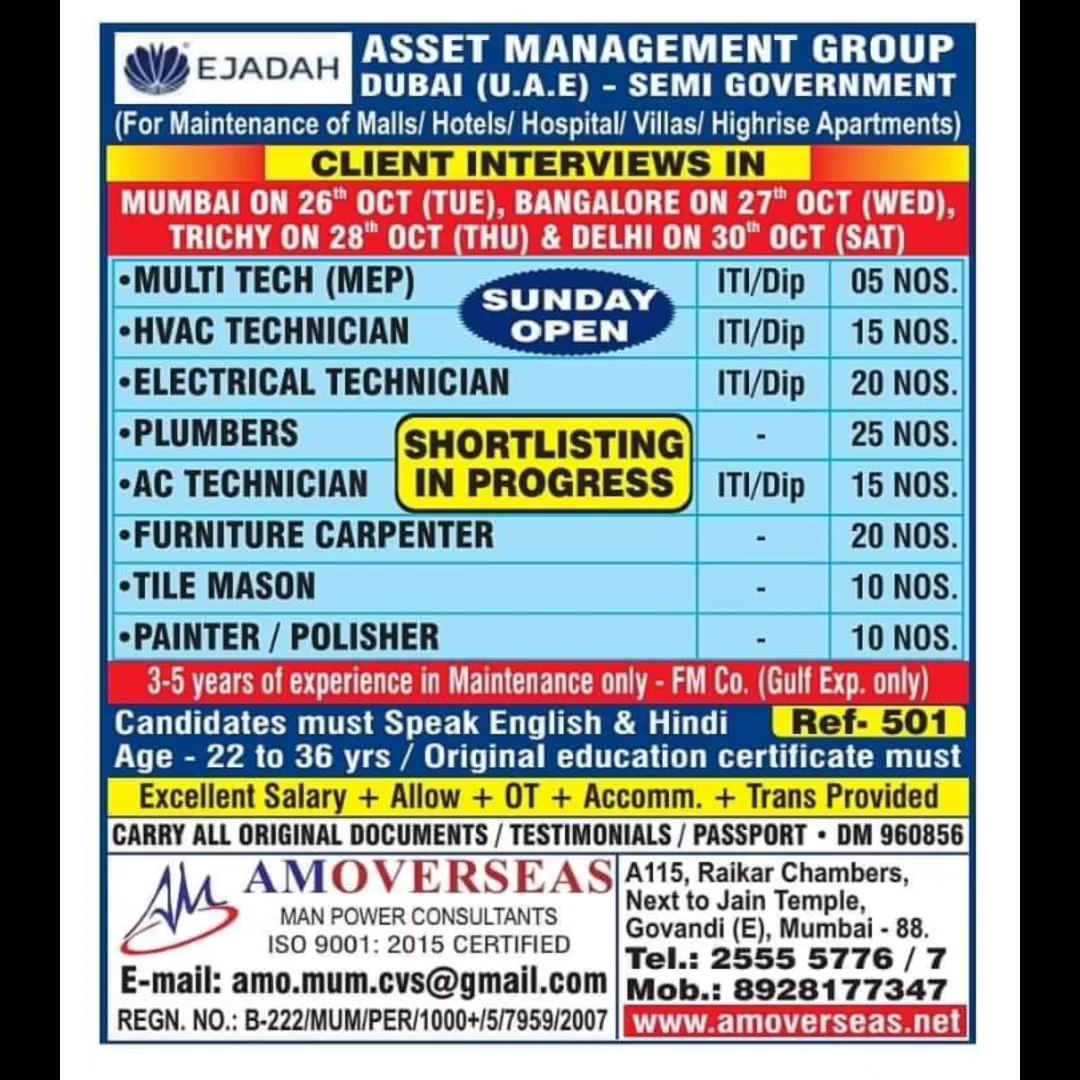 EJADAH
ASSET MANAGEMENT GROUP
DUBAI (U.A.E) - SEMI GOVERNMENT
(For Maintenance of Malls/ Hotels/ Hospital/ Villas/ Highrise Apartments)
CLIENT INTERVIEWS IN
MUMBAI ON 26th OCT (TUE), BANGALORE ON 27th OCT (WED),
TRICHY ON 28th OCT (THU) & DELHI ON 30th OCT (SAT)
•MULTI TECH (MEP) ITI/Dip 05 NOS.
SUNDAY
OPEN
•HVAC TECHNICIAN ITI/Dip 15 NOS.
•ELECTRICAL TECHNICIAN ITI/Dip 20 NOS.
•PLUMBERS - 25 NOS.
SHORTLISTING
IN PROGRESS
•AC TECHNICIAN ITI/Dip 15 NOS.
•FURNITURE CARPENTER - 20 NOS.
•TILE MASON - 10 NOS.
•PAINTER / POLISHER - 10 NOS.
3-5 years of experience in Maintenance only - FM Co. (Gulf Exp. only)
Candidates must Speak English & Hindi Ref- 501
Age - 22 to 36 yrs / Original education certificate must
Excellent Salary + Allow + OT + Accomm. + Trans Provided
CARRY ALL ORIGINAL DOCUMENTS / TESTIMONIALS / PASSPORT • DM 960856
AM
AMOVERSEAS
MAN POWER CONSULTANTS
ISO 9001: 2015 CERTIFIED
E-mail: amo.mum.cvs@gmail.com
REGN. NO.: B-222/MUM/PER/1000+/5/7959/2007
A115, Raikar Chambers,
Next to Jain Temple,
Govandi (E), Mumbai - 88.
Tel.: 2555 5776 / 7
Mob.: 8928177347
www.amoverseas.net